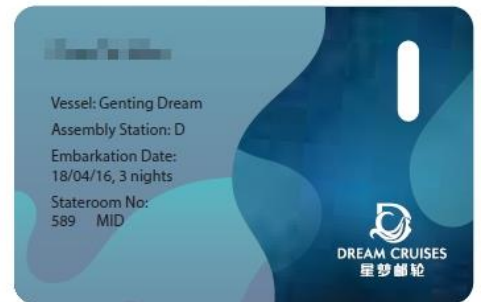 Vessel: Genting Dream
Assembly Station: D
Embarkation Date:
18/04/16, 3 nights
Stateroom No:
589 MID
DREAM CRUISES
星梦邮轮